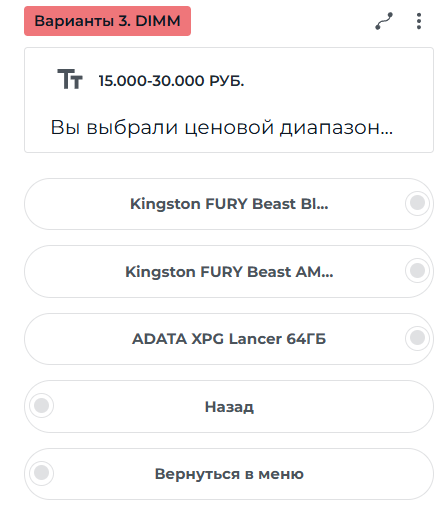 Варианты 3. DIMM
15.000-30.000 РУБ.
Вы выбрали ценовой диапазон...
Kingston FURY Beast Bl...
Kingston FURY Beast AM...
ADATA XPG Lancer 64ГБ
Назад
Вернуться в меню